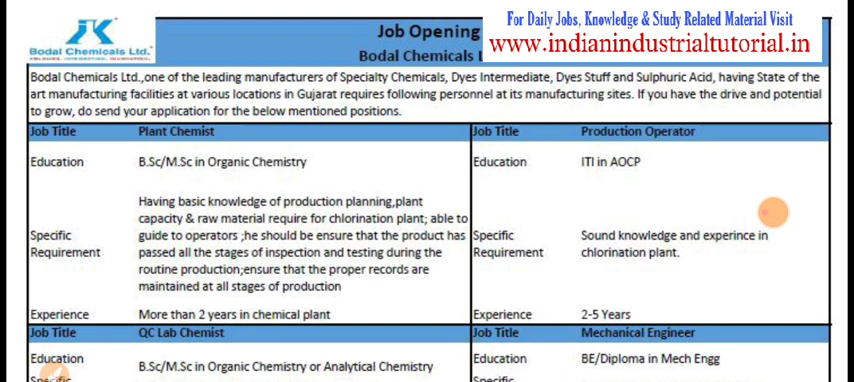 JK
Bodal Chemicals Ltd.
Job Opening
Bodal Chemicals
For Daily Jobs, Knowledge & Study Related Material Visit
www.indianindustrialtutorial.in
Bodal Chemicals Ltd.,one of the leading manufacturers of Specialty Chemicals, Dyes Intermediate, Dyes Stuff and Sulphuric Acid, having State of the
art manufacturing facilities at various locations in Gujarat requires following personnel at its manufacturing sites. If you have the drive and potential
to grow, do send your application for the below mentioned positions.
Job Title Plant Chemist
Education B.Sc/M.Sc in Organic Chemistry
Having basic knowledge of production planning,plant
capacity & raw material require for chlorination plant; able to
Specific guide to operators ;he should be ensure that the product has
Requirement passed all the stages of inspection and testing during the
routine production;ensure that the proper records are
maintained at all stages of production
Experience More than 2 years in chemical plant
Job Title Production Operator
Education ITI in AOCP
Specific Sound knowledge and experince in
Requirement chlorination plant.
Experience 2-5 Years
Job Title QC Lab Chemist
Education B.Sc/M.Sc in Organic Chemistry or Analytical Chemistry
Specific
Job Title Mechanical Engineer
Education BE/Diploma in Mech Engg
Specific